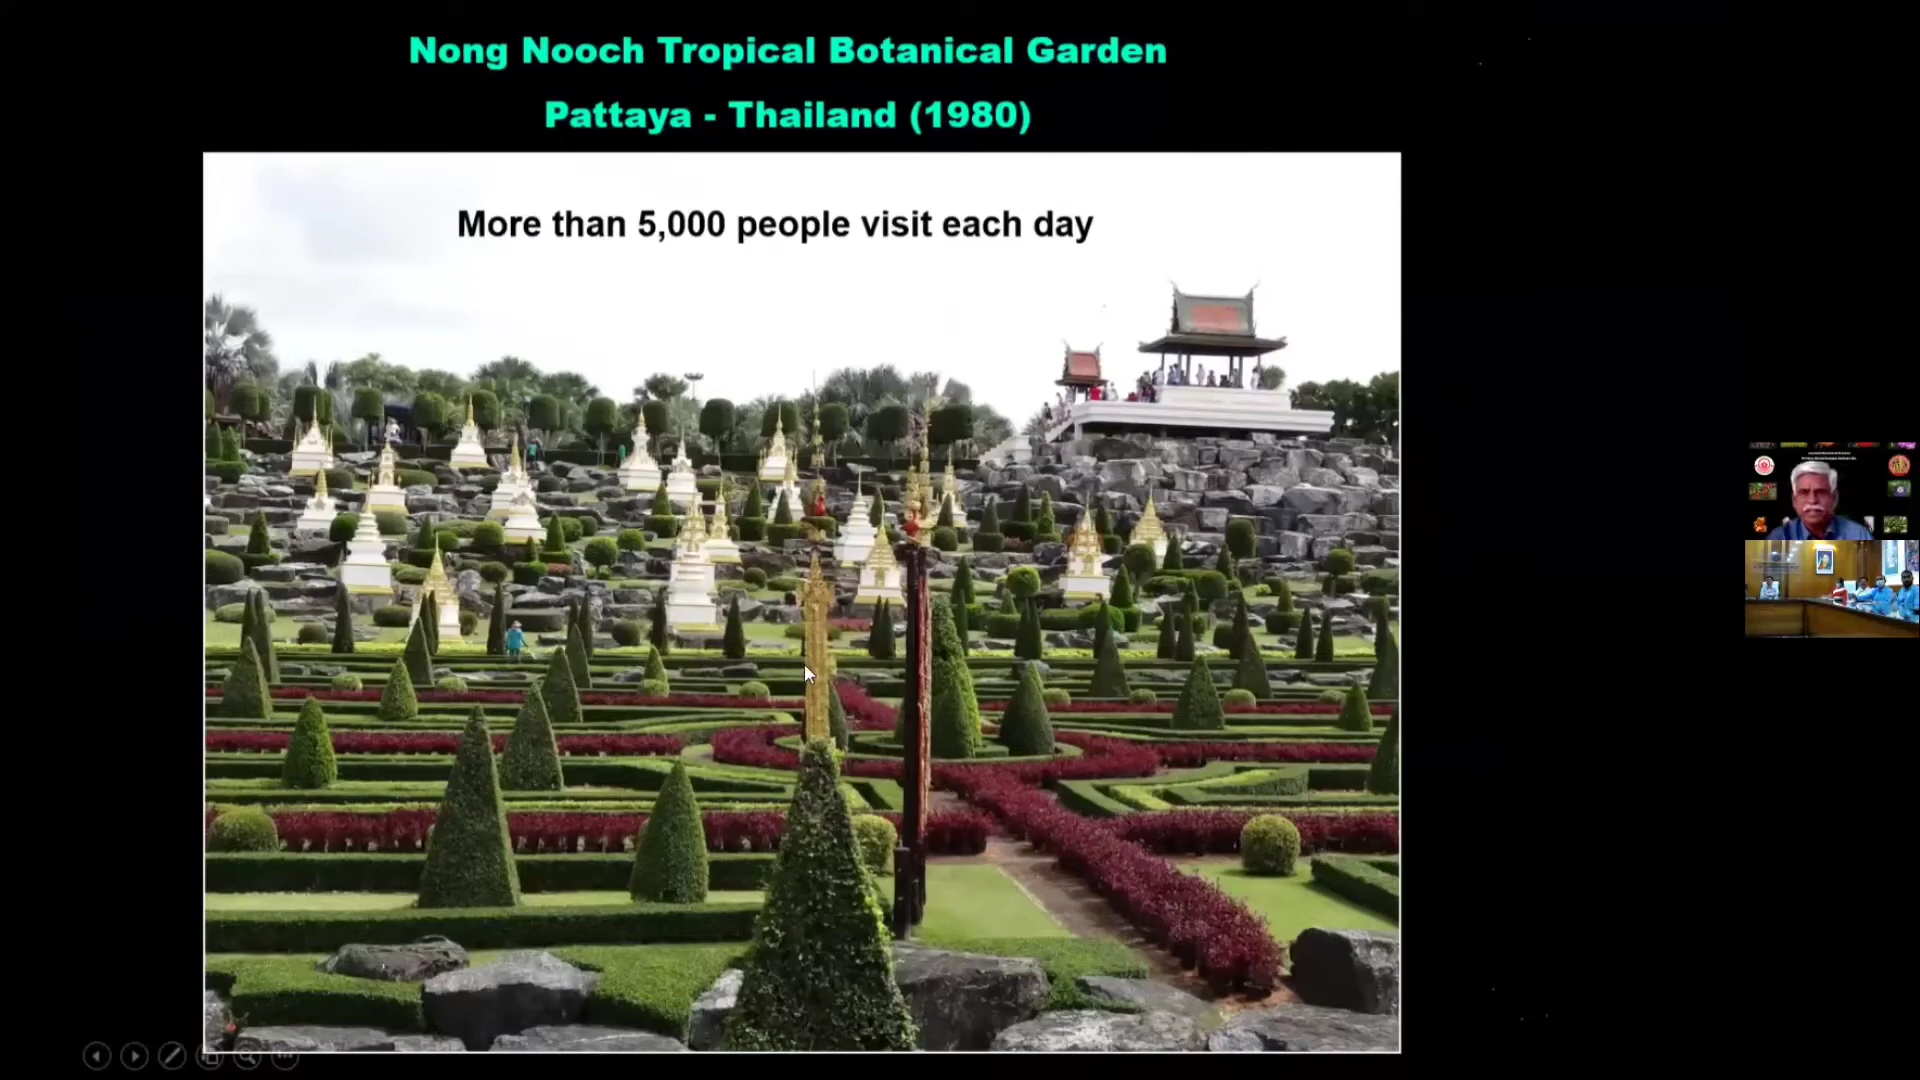 Nong Nooch Tropical Botanical Garden
Pattaya - Thailand (1980)
More than 5,000 people visit each day